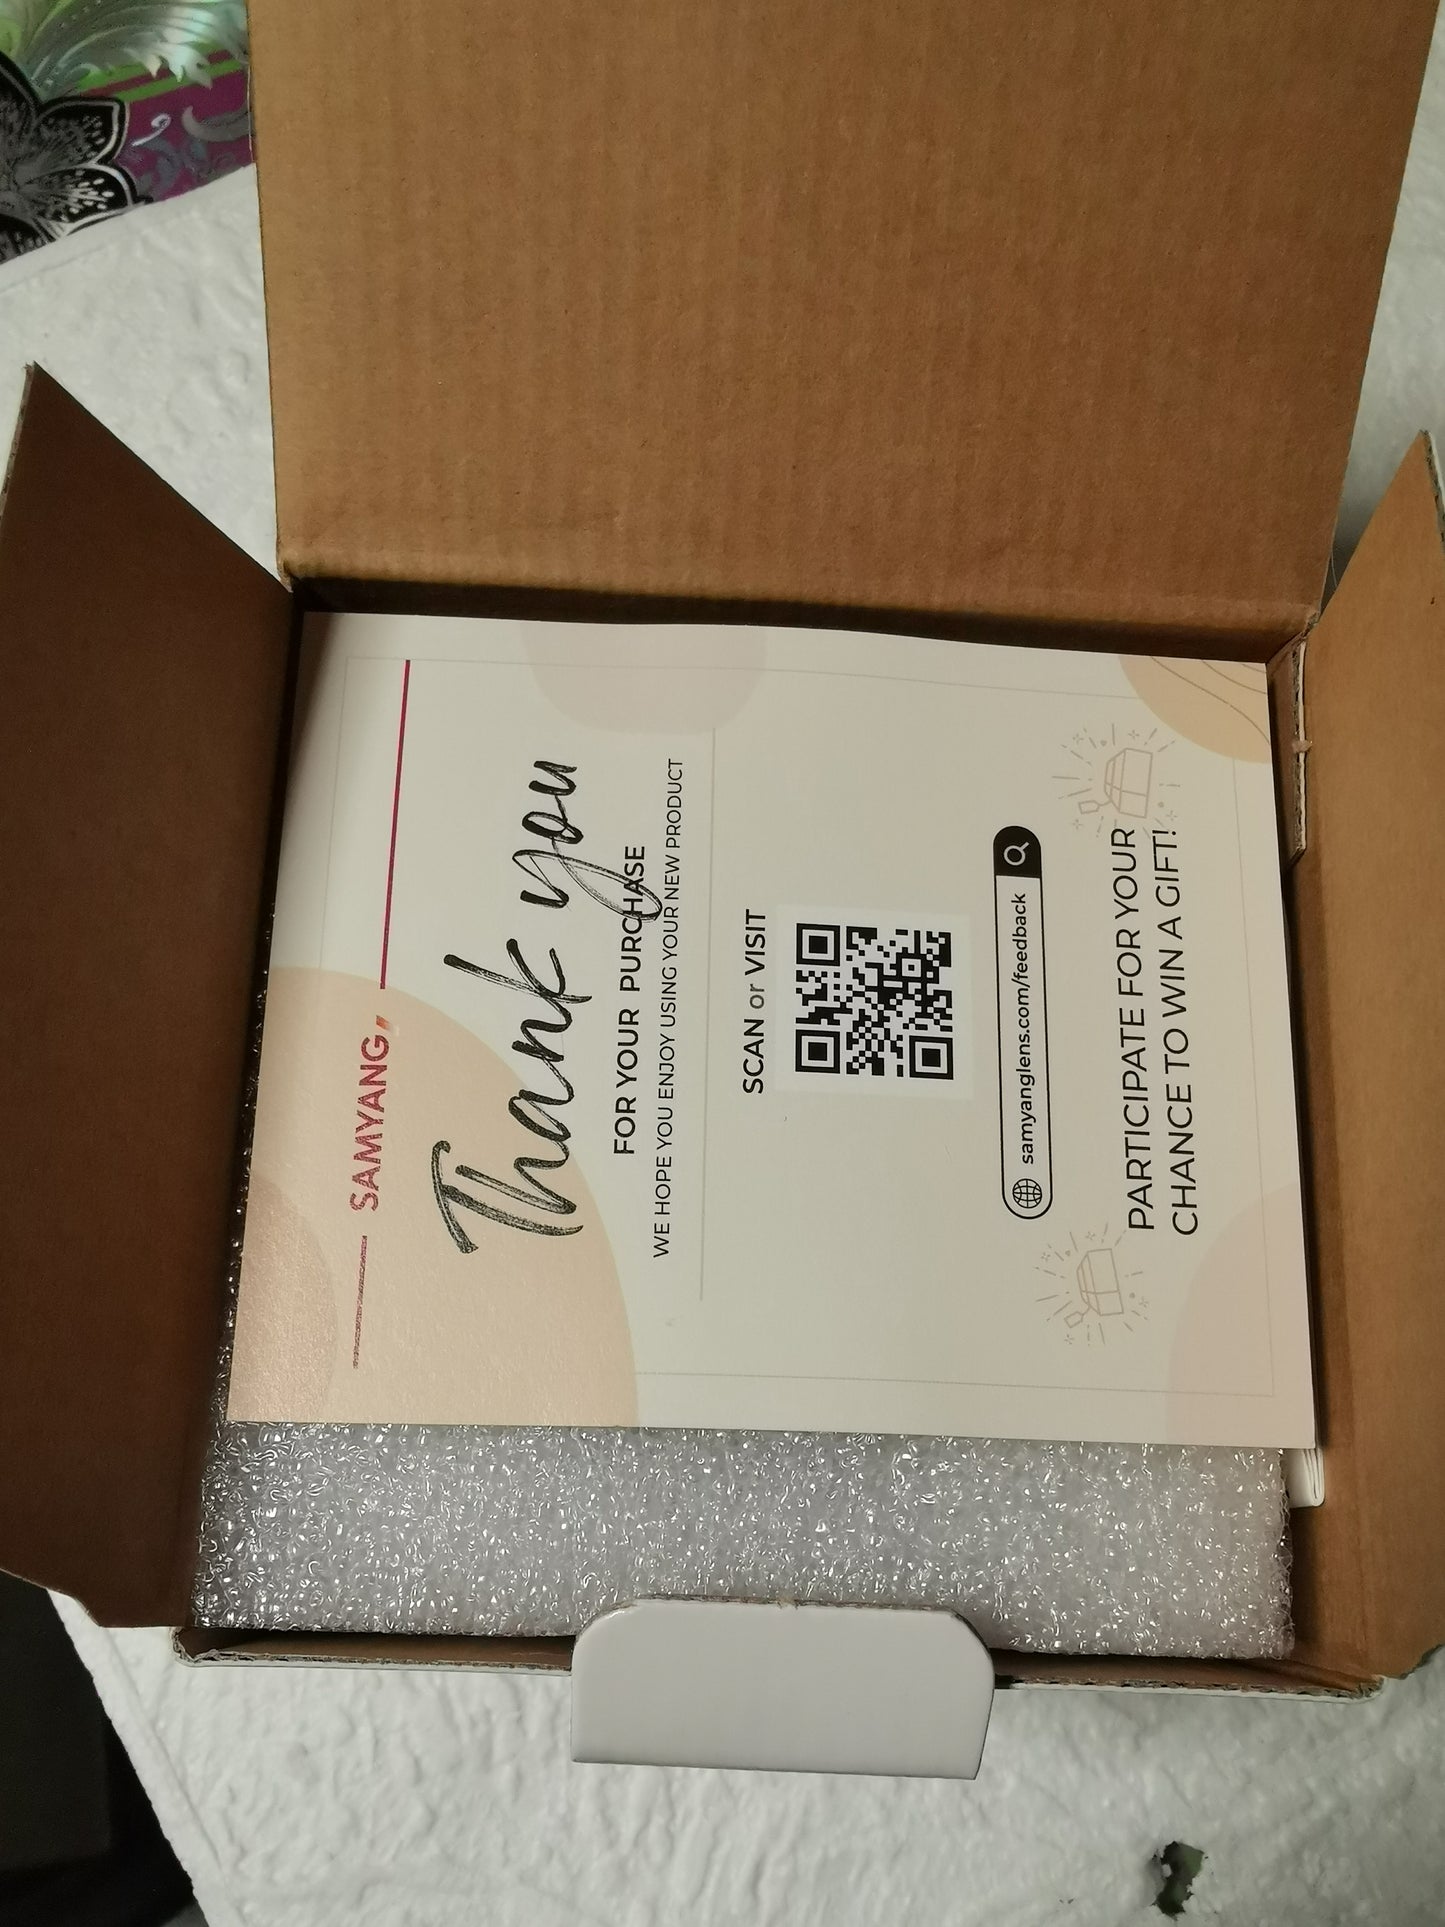 SAMYANG
Thank you
FOR YOUR PURCHASE
WE HOPE YOU ENJOY USING YOUR NEW PRODUCT
SCAN or VISIT
samyanglens.com/feedback
PARTICIPATE FOR YOUR
CHANCE TO WIN A GIFT!